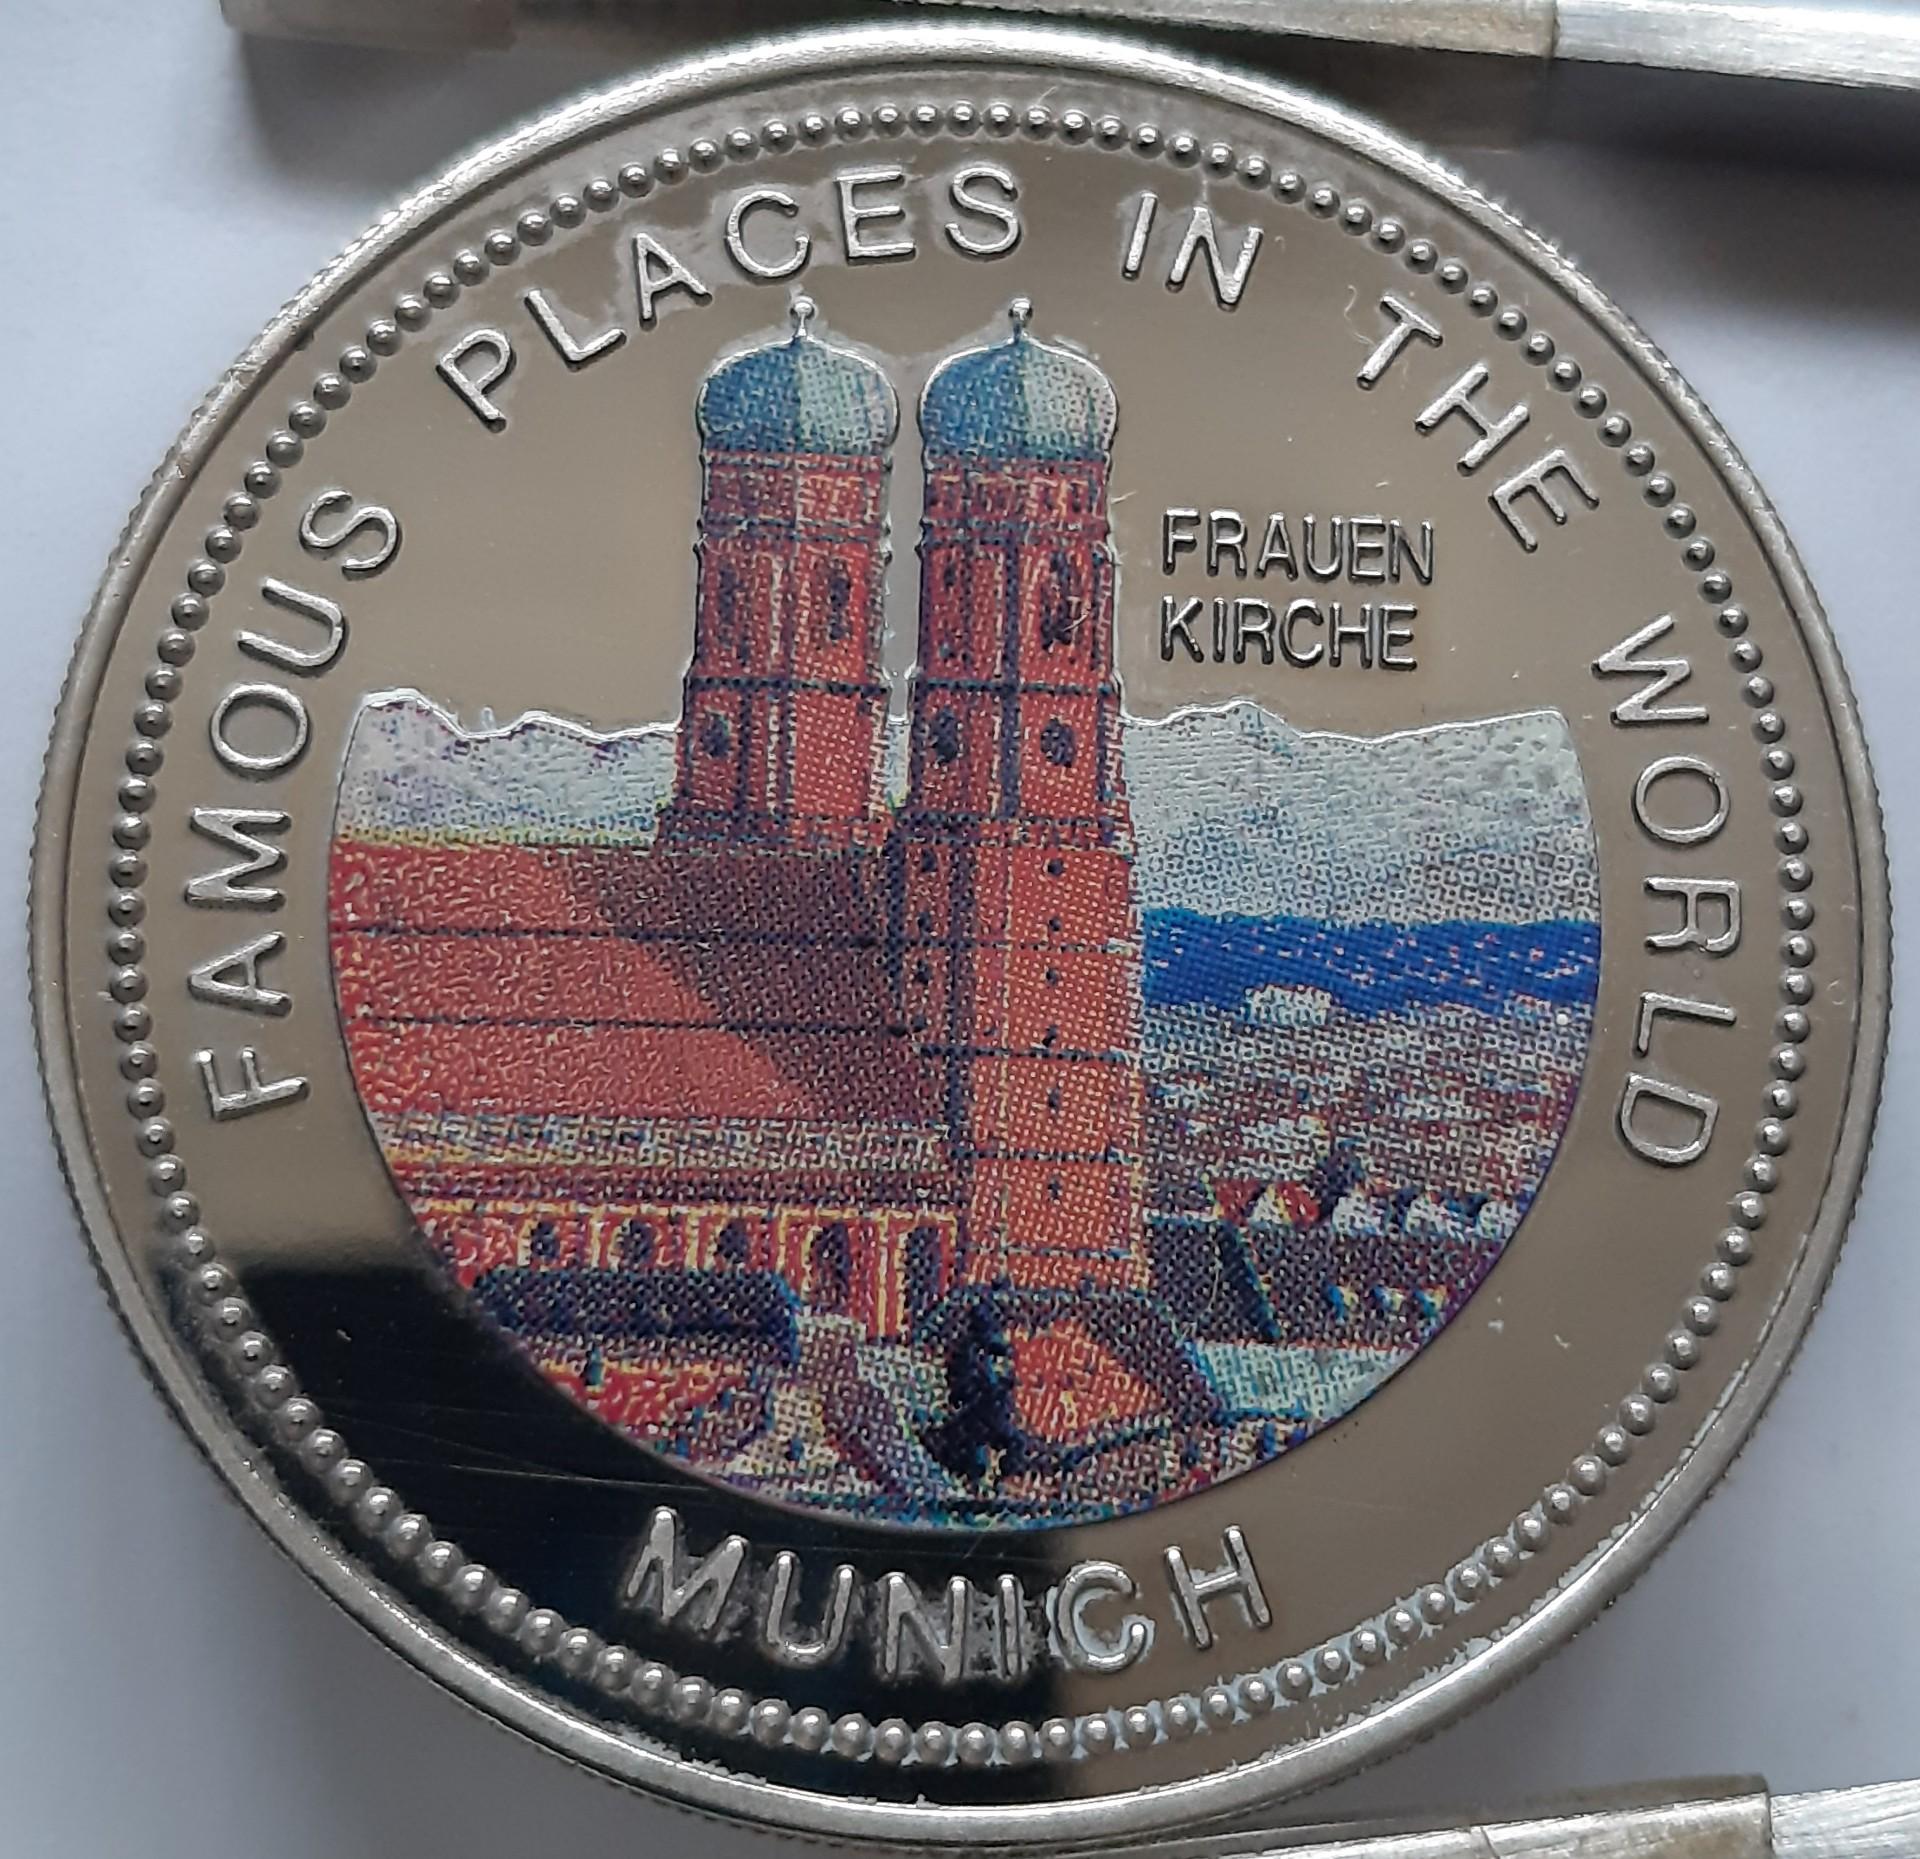 FAMOUS PLACES IN THE WORLD
FRAUEN
KIRCHE
MUNICH